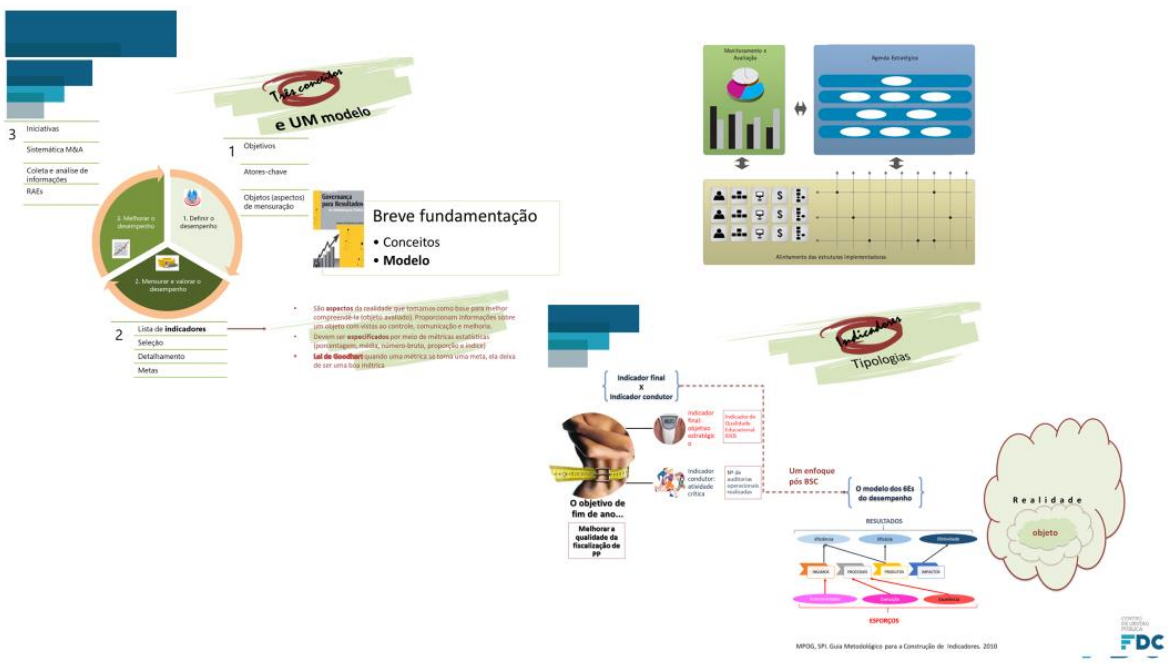 Três conceitos
e UM modelo
3
Iniciativas
Sistemática M&A
Coleta e análise de
informações
RAEs
1
Objetivos
Atores-chave
Objetos (aspectos)
de mensuração
3. Melhorar o
desempenho
1. Definir o
desempenho
2. Mensurar e valorar o
desempenho
2
Lista de indicadores
Seleção
Detalhamento
Metas
Governança
para Resultados
Breve fundamentação
• Conceitos
• Modelo
• São aspectos da realidade que tomamos como base para melhor
compreendê-la (objeto avaliado). Proporcionam informações sobre
um objeto com vistas ao controle, comunicação e melhoria.
• Devem ser especificados por meio de métricas estatísticas
(porcentagem, média, número bruto, proporção e índice)
• Lei de Goodhart quando uma métrica se torna uma meta, ela deixa
de ser uma boa métrica
Monitoramento e
Avaliação
Agenda Estratégica
$
$
$
Alinhamento das estruturas implementadoras
Indicadores
Tipologias
Indicador final
X
Indicador condutor
Indicador
final:
objetivo
estratégic
o
Indicador de
Qualidade
Educacional
Indicador
condutor:
atividade
crítica
Nº de
auditorias
operacionais
realizadas
O objetivo de
fim de ano...
Melhorar a
qualidade da
fiscalização de
PP
Um enfoque
pós BSC
O modelo dos 6Es
do desempenho
RESULTADOS
Eficiência
Eficácia
Efetividade
INSUMOS
PROCESSOS
PRODUTOS
IMPACTOS
Economicidade
Execução
Excelência
ESFORÇOS
Realidade
objeto
MPOG, SPI. Guia Metodológico para a Construção de Indicadores. 2010
CENTRO
DE GESTÃO
PÚBLICA
FDC